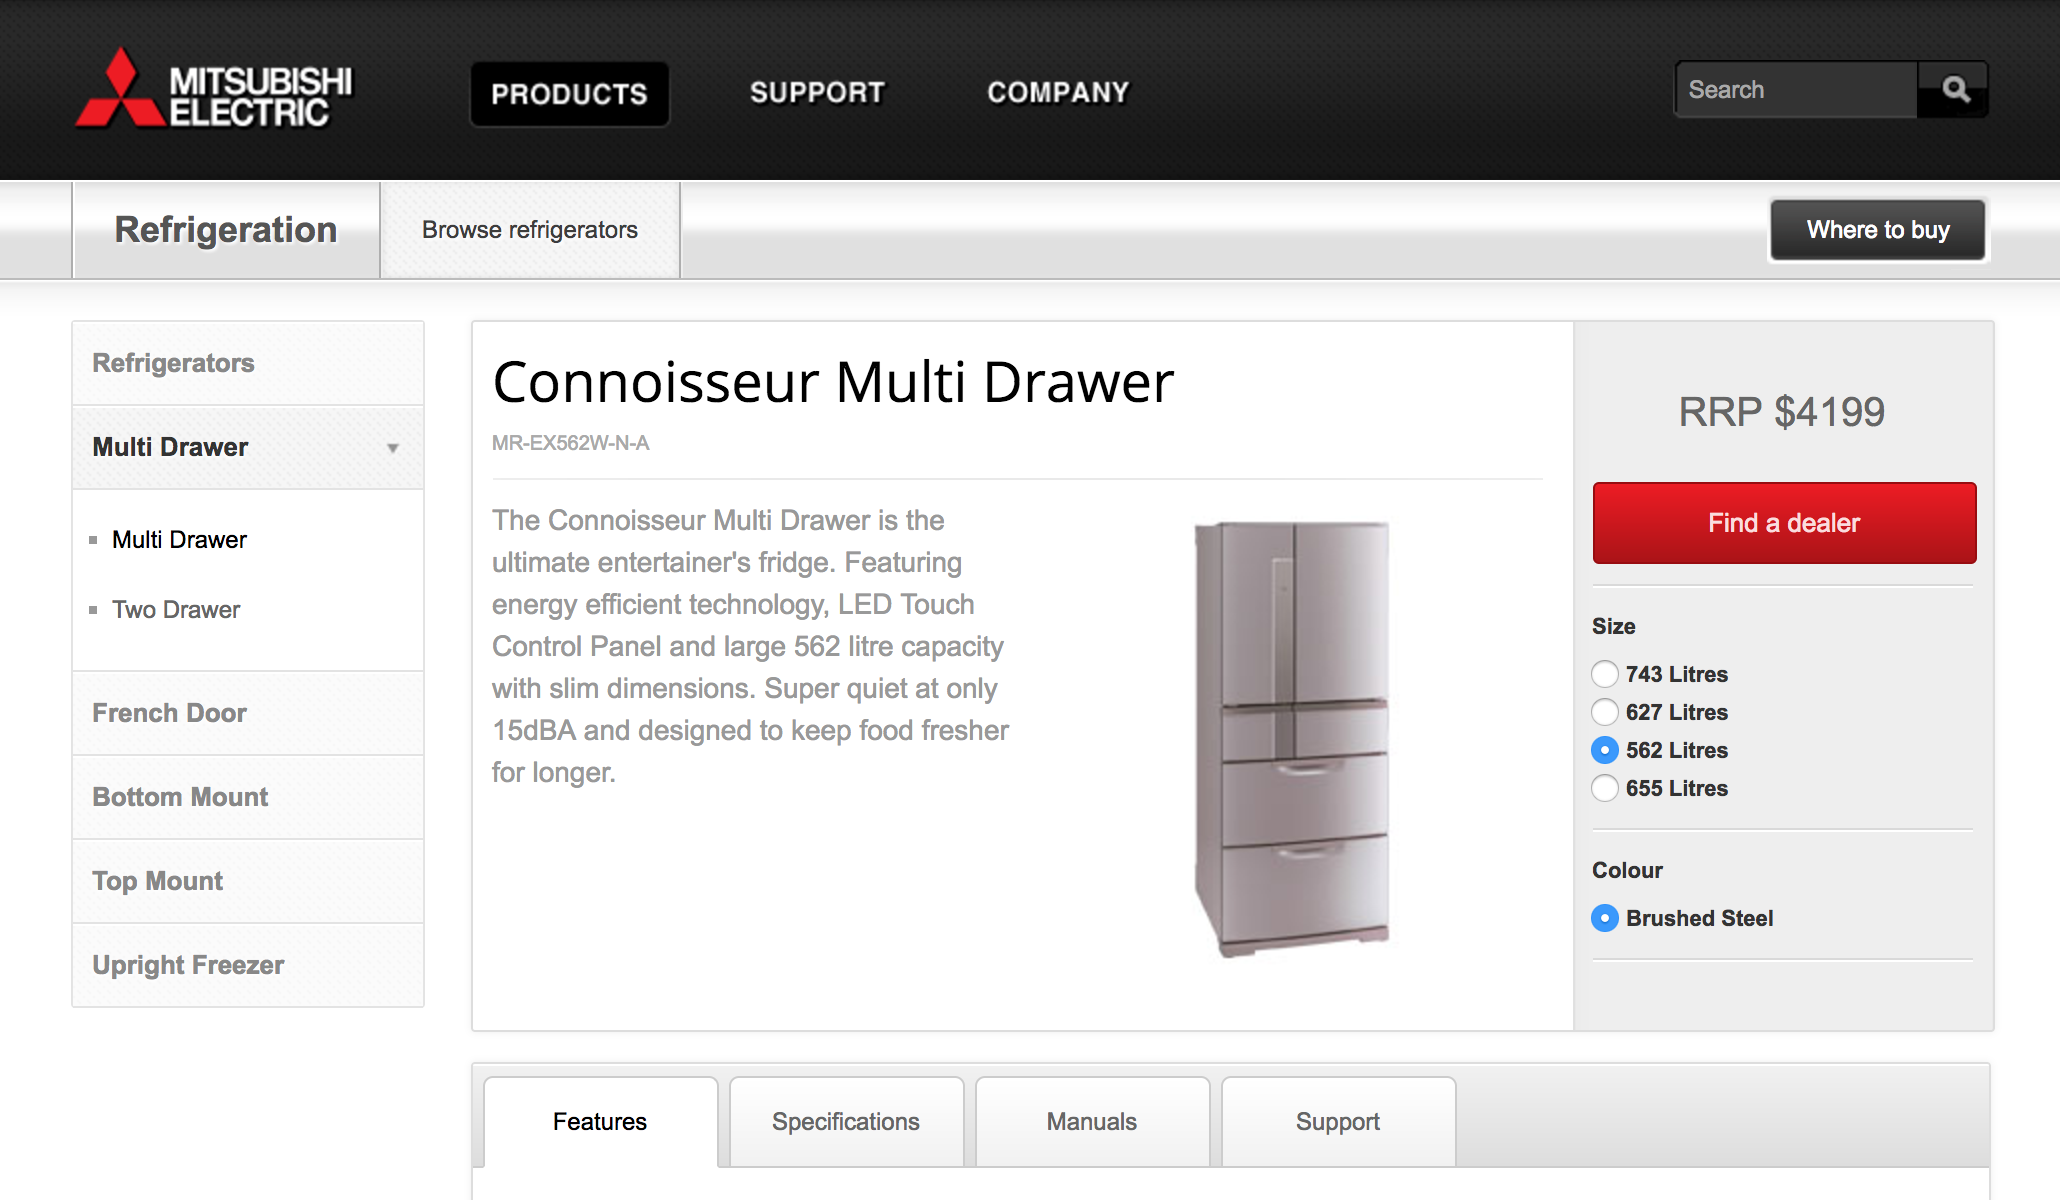 MITSUBISHI
ELECTRIC
PRODUCTS
SUPPORT
COMPANY
Search
Refrigeration
Browse refrigerators
Where to buy
Refrigerators
Multi Drawer
Multi Drawer
Two Drawer
French Door
Bottom Mount
Top Mount
Upright Freezer
Connoisseur Multi Drawer
MR-EX562W-N-A
The Connoisseur Multi Drawer is the
ultimate entertainer's fridge. Featuring
energy efficient technology, LED Touch
Control Panel and large 562 litre capacity
with slim dimensions. Super quiet at only
15dBA and designed to keep food fresher
for longer.
RRP $4199
Find a dealer
Size
743 Litres
627 Litres
562 Litres
655 Litres
Colour
Brushed Steel
Features
Specifications
Manuals
Support